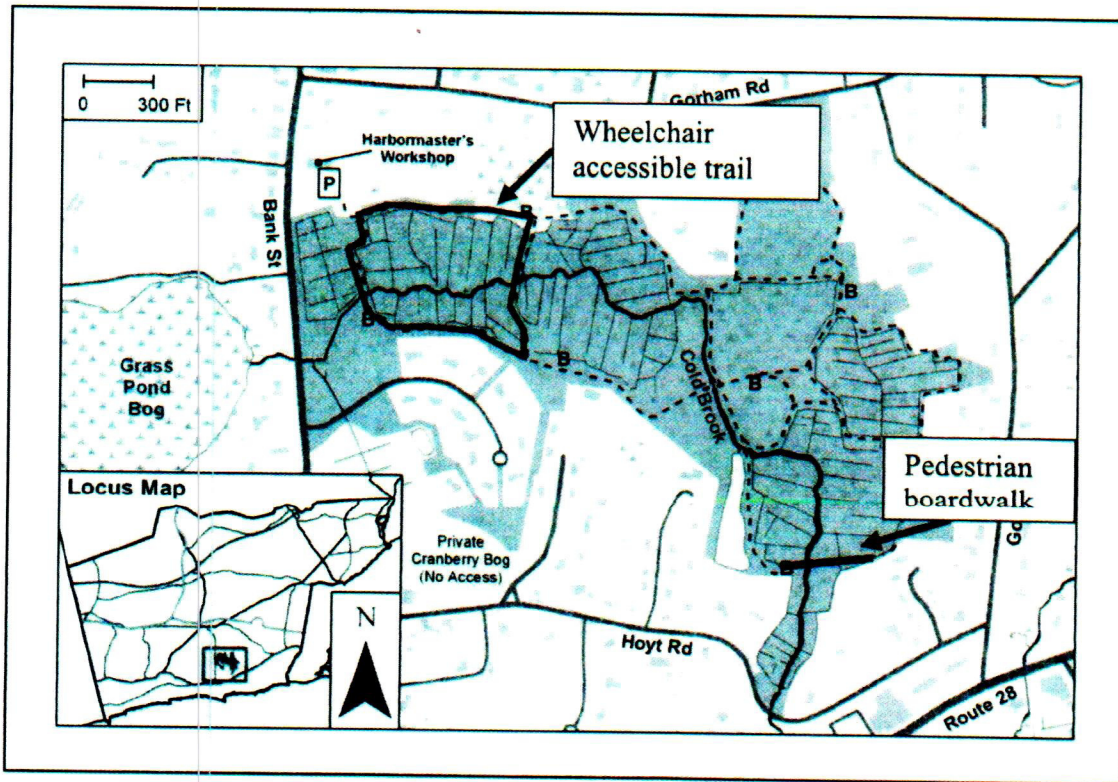 0 300 Ft
Gorham Rd
Harbormaster's
Workshop
P
Wheelchair
accessible trail
Bank St
B
B
B
B
B
Grass
Pond
Bog
Cold Brook
Pedestrian
boardwalk
Locus Map
Private
Cranberry Bog
(No Access)
N
Hoyt Rd
Route 28